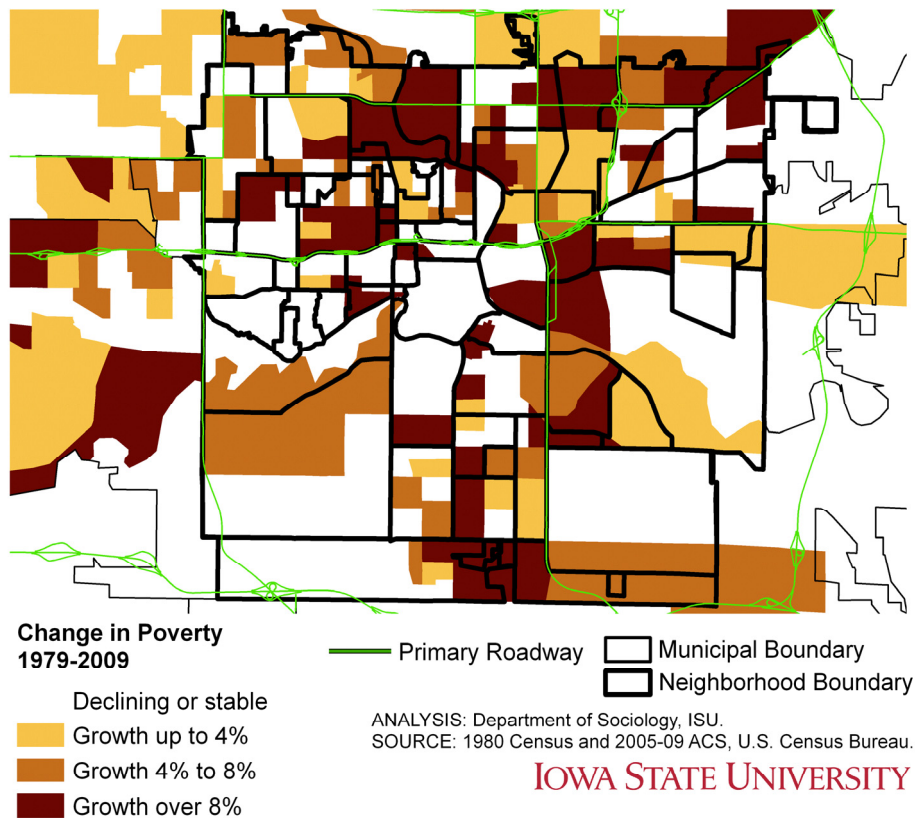 Change in Poverty
1979-2009
Declining or stable
Growth up to 4%
Growth 4% to 8%
Growth over 8%
Primary Roadway
Municipal Boundary
Neighborhood Boundary
ANALYSIS: Department of Sociology, ISU.
SOURCE: 1980 Census and 2005-09 ACS, U.S. Census Bureau.
IOWA STATE UNIVERSITY